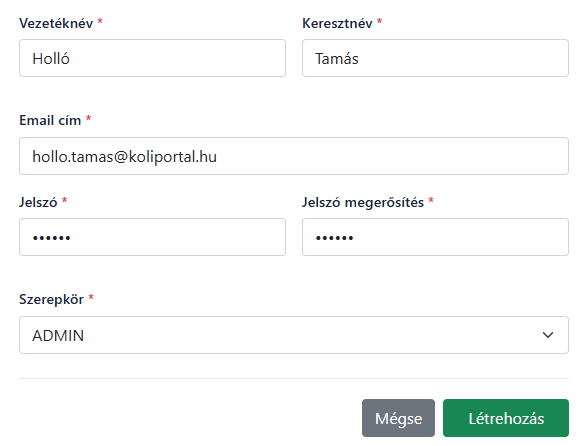 Vezetéknév * Keresztnév *
Holló Tamás
Email cím *
hollo.tamas@koliportal.hu
Jelszó * Jelszó megerősítés *
•••••• ••••••
Szerepkör *
ADMIN
Mégse Létrehozás